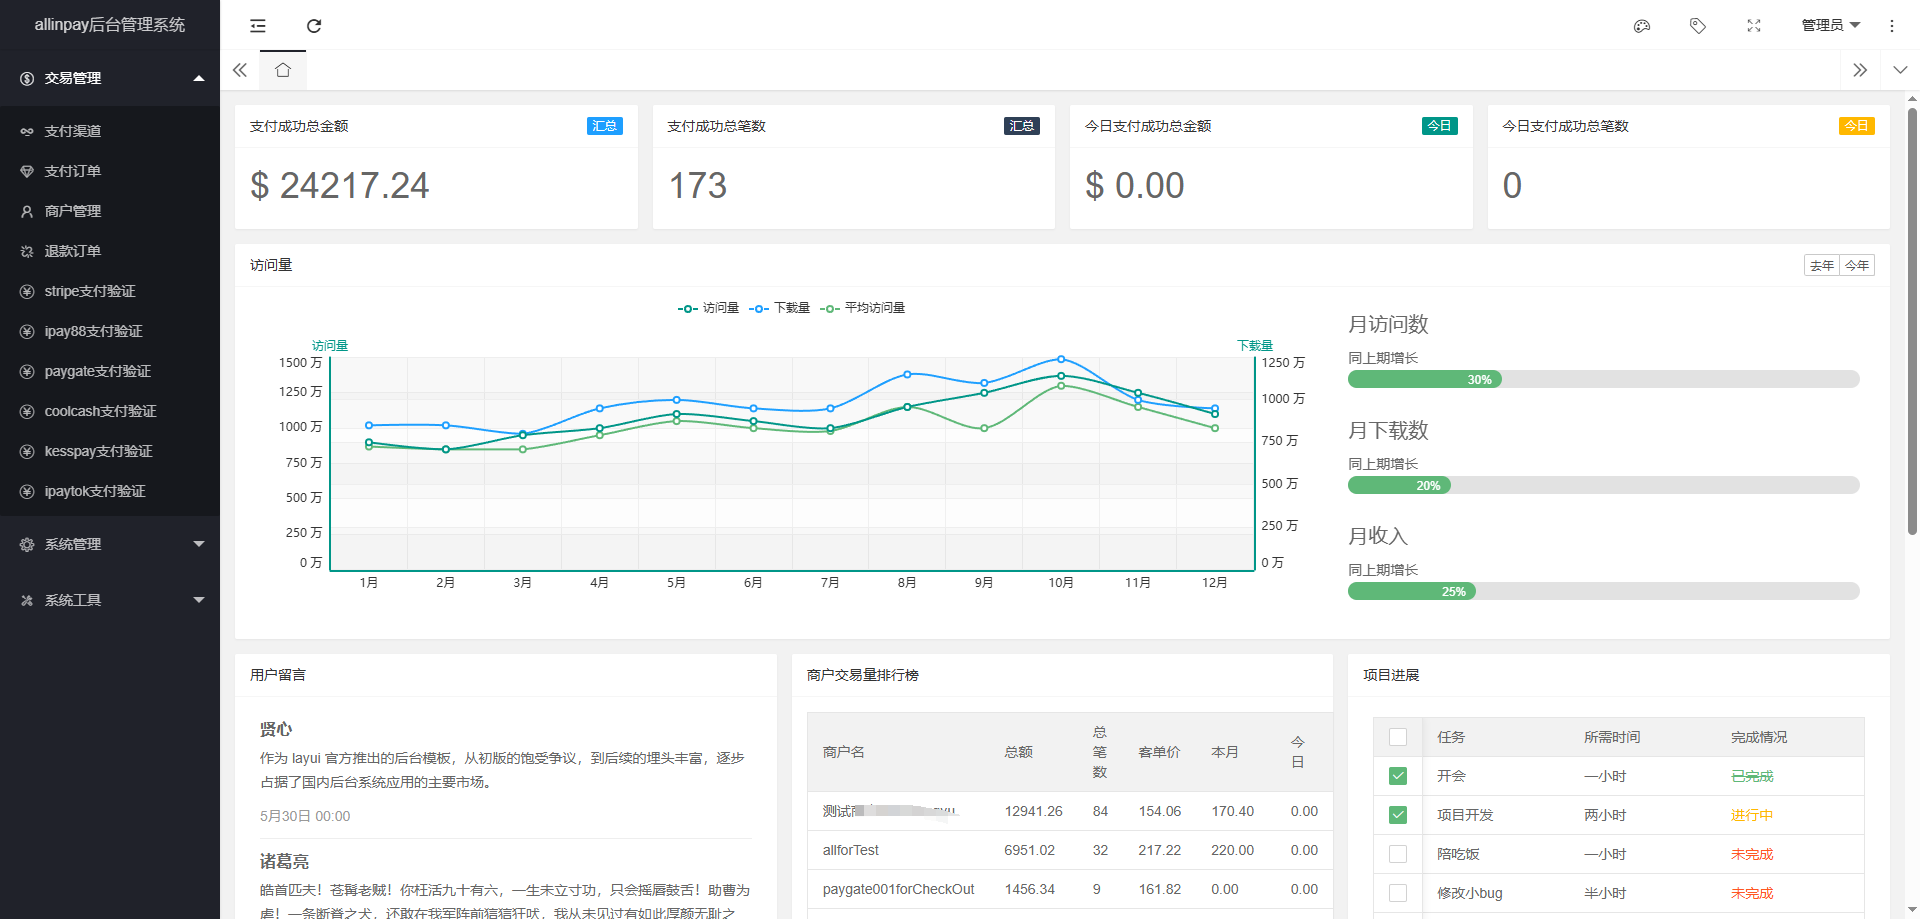 allinpay后台管理系统
管理员
交易管理
支付渠道
支付订单
商户管理
退款订单
stripe支付验证
ipay88支付验证
paygate支付验证
coolcash支付验证
kesspay支付验证
ipaytok支付验证
系统管理
系统工具
支付成功总金额 汇总
$ 24217.24
支付成功总笔数 汇总
173
今日支付成功总金额 今日
$ 0.00
今日支付成功总笔数 今日
0
访问量 去年 今年
访问量 下载量 平均访问量
访问量 下载量
1500 万
1250 万
1000 万
750 万
500 万
250 万
0 万
1250 万
1000 万
750 万
500 万
250 万
0 万
1月 2月 3月 4月 5月 6月 7月 8月 9月 10月 11月 12月
月访问数
同上期增长
30%
月下载数
同上期增长
20%
月收入
同上期增长
25%
用户留言
贤心
作为 layui 官方推出的后台模板，从初版的饱受争议，到后续的埋头丰富，逐步
占据了国内后台系统应用的主要市场。
5月30日 00:00
诸葛亮
皓首匹夫！苍髯老贼！你枉活九十有六，一生未立寸功，只会摇唇鼓舌！助曹为
虐！一条断脊之犬，还敢在我军阵前狺狺狂吠，我从未见过有如此厚颜无耻之
商户交易量排行榜
商户名 总额 总笔数 客单价 本月 今日
测试 12941.26 84 154.06 170.40 0.00
allforTest 6951.02 32 217.22 220.00 0.00
paygate001forCheckOut 1456.34 9 161.82 0.00 0.00
项目进展
任务 所需时间 完成情况
开会 一小时 已完成
项目开发 两小时 进行中
陪吃饭 一小时 未完成
修改小bug 半小时 未完成